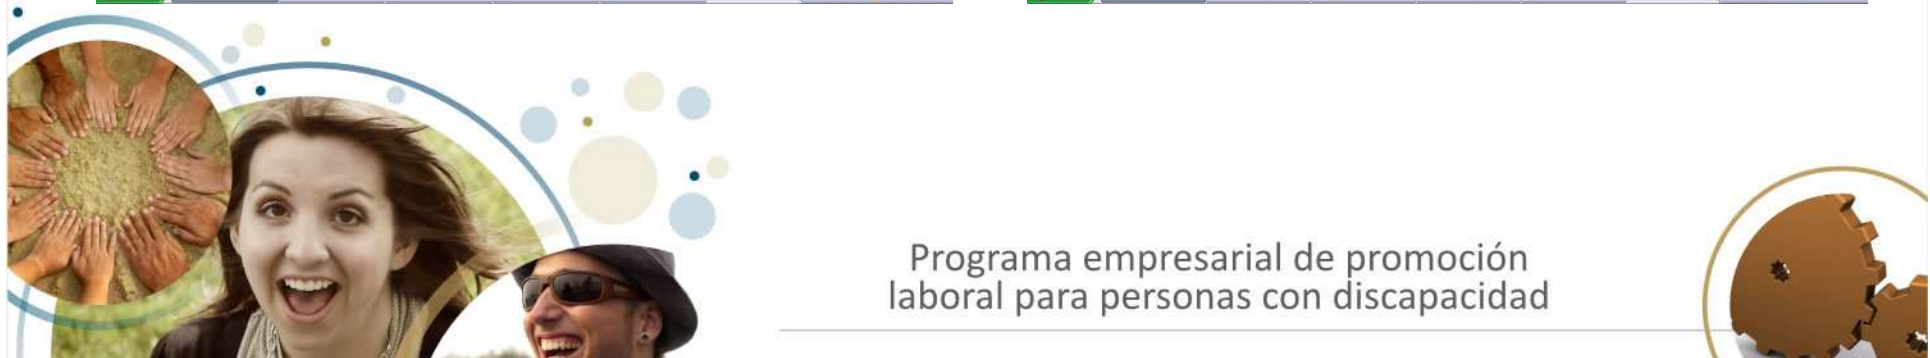 Programa empresarial de promoción
laboral para personas con discapacidad